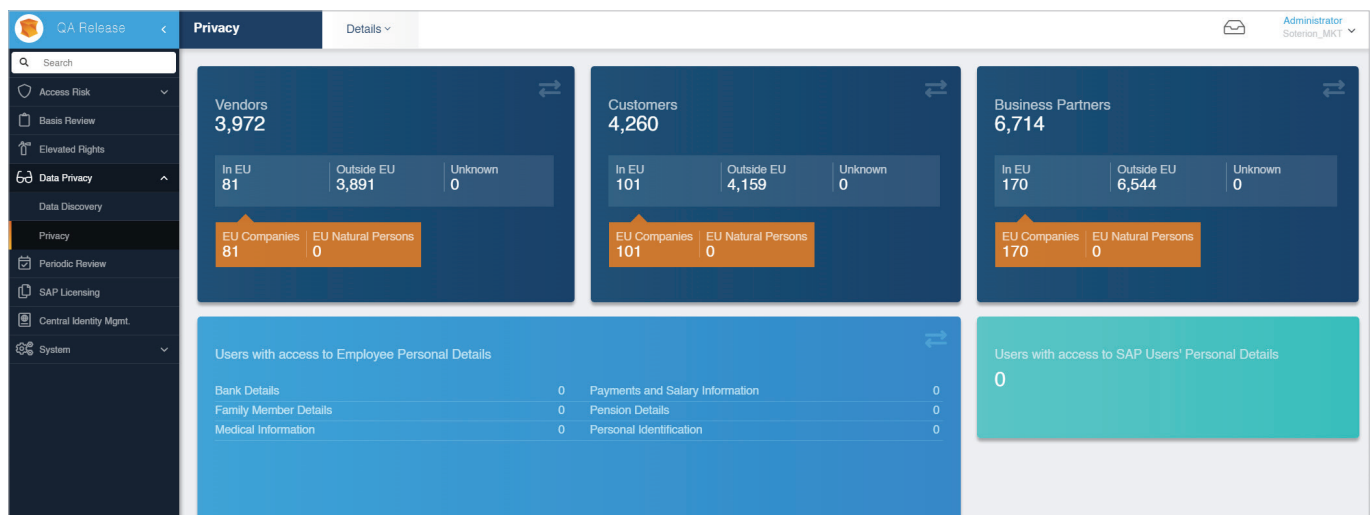 QA Release
Privacy
Details
Administrator
Soterion_MKT
Search
Access Risk
Basis Review
Elevated Rights
Data Privacy
Data Discovery
Privacy
Periodic Review
SAP Licensing
Central Identity Mgmt.
System
Vendors
3,972
In EU Outside EU Unknown
81 3,891 0
EU Companies EU Natural Persons
81 0
Customers
4,260
In EU Outside EU Unknown
101 4,159 0
EU Companies EU Natural Persons
101 0
Business Partners
6,714
In EU Outside EU Unknown
170 6,544 0
EU Companies EU Natural Persons
170 0
Users with access to Employee Personal Details
Bank Details 0 Payments and Salary Information 0
Family Member Details 0 Pension Details 0
Medical Information 0 Personal Identification 0
Users with access to SAP Users' Personal Details
0